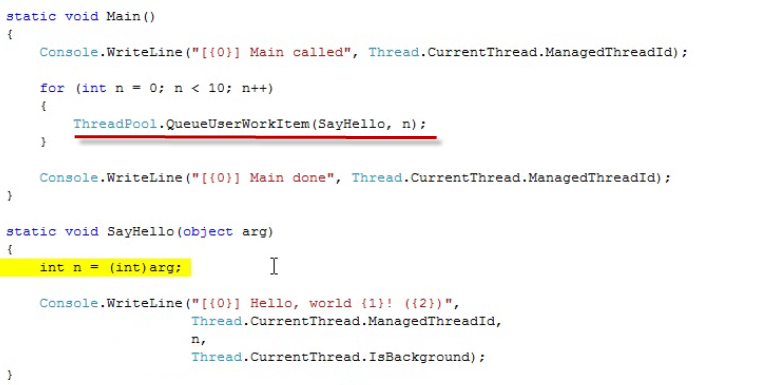 static void Main()
{
    Console.WriteLine("[{0}] Main called", Thread.CurrentThread.ManagedThreadId);
    for (int n = 0; n < 10; n++)
    {
        ThreadPool.QueueUserWorkItem(SayHello, n);
    }
    Console.WriteLine("[{0}] Main done", Thread.CurrentThread.ManagedThreadId);
}
static void SayHello(object arg)
{
    int n = (int)arg;
    Console.WriteLine("[{0}] Hello, world {1}! ({2})",
                      Thread.CurrentThread.ManagedThreadId,
                      n,
                      Thread.CurrentThread.IsBackground);
}